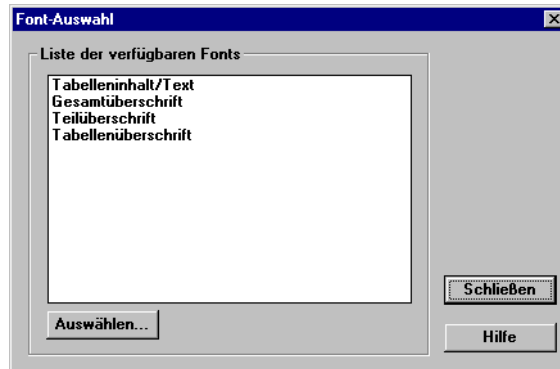 Font-Auswahl
Liste der verfügbaren Fonts
Tabelleninhalt/Text
Gesamtüberschrift
Teilüberschrift
Tabellenüberschrift
Schließen
Auswählen...
Hilfe